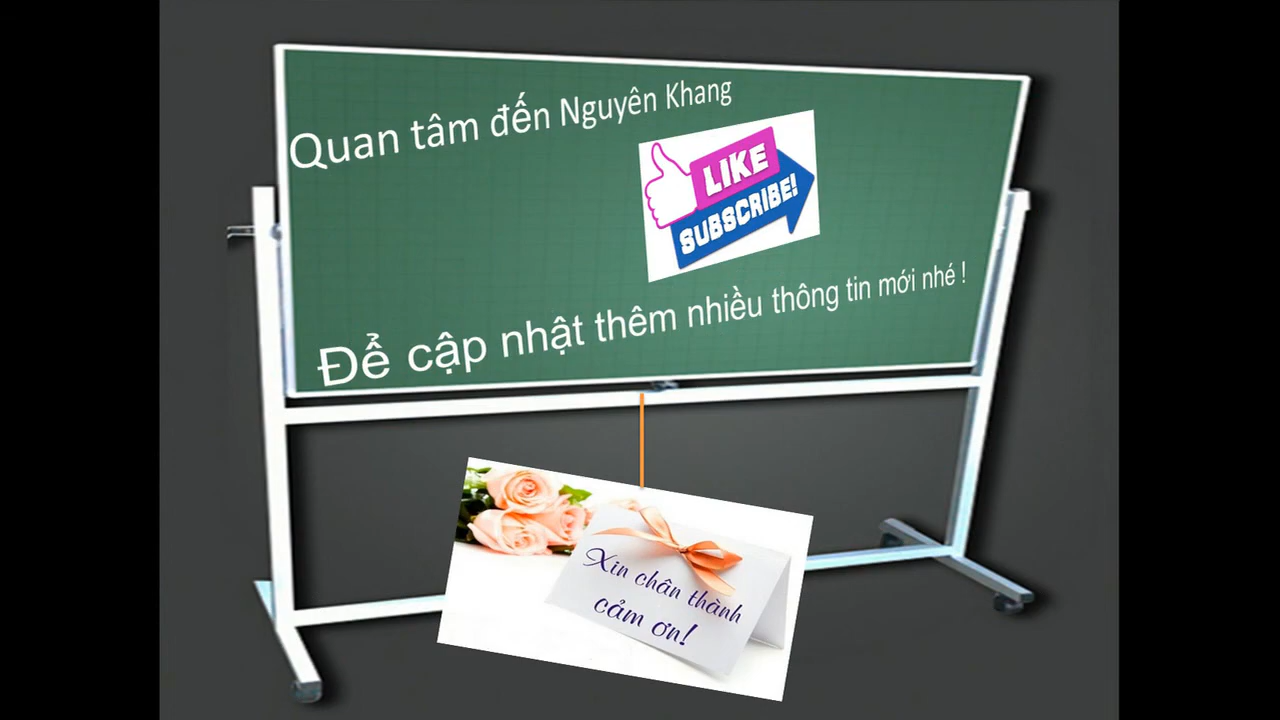 Quan tâm đến Nguyên Khang
LIKE
SUBSCRIBE!
Để cập nhật thêm nhiều thông tin mới nhé !
Xin chân thành
cảm ơn!